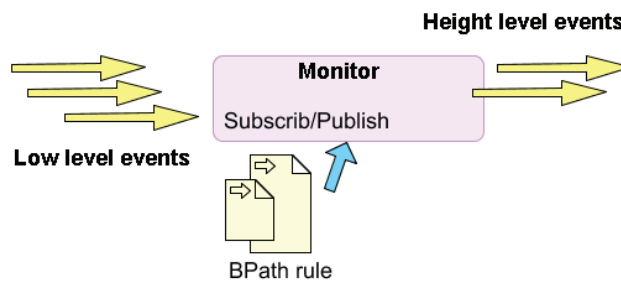 Height level events
Monitor
Subscrib/Publish
Low level events
BPath rule